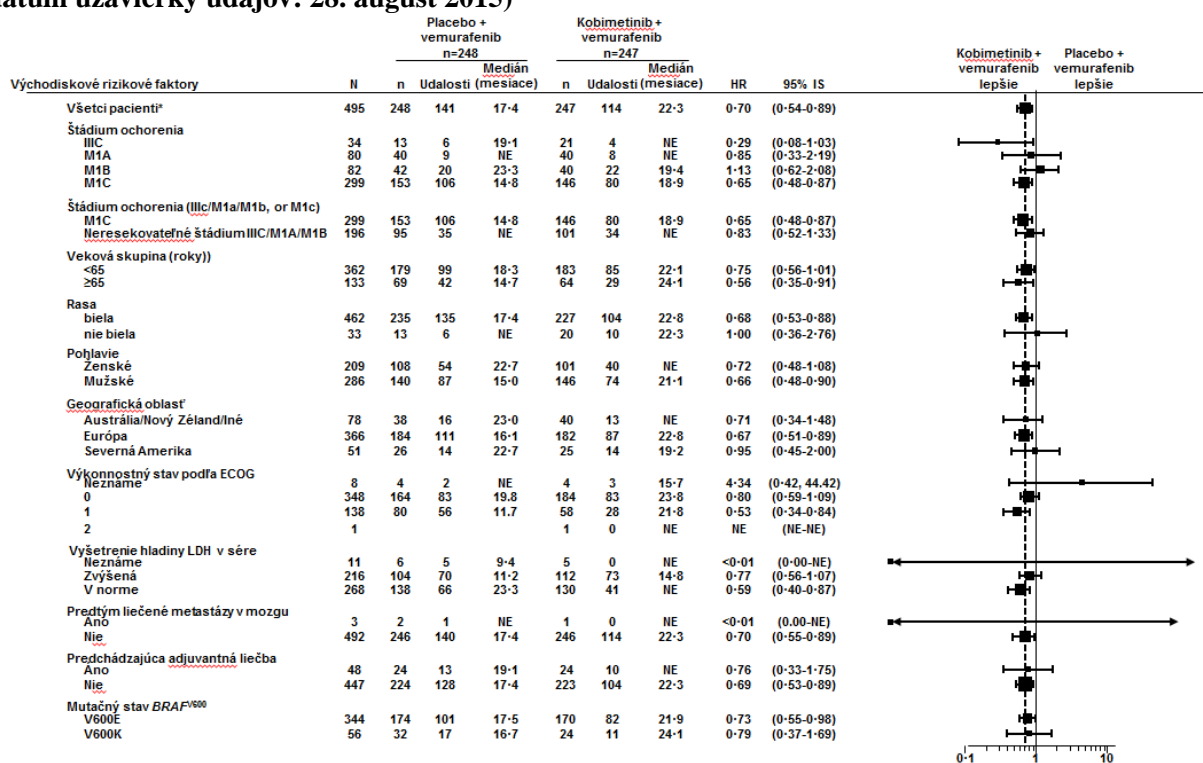 dátum uzávierky údajov: 28. august 2015)
Placebo + vemurafenib n=248 Kobimetinib + vemurafenib n=247
Kobimetinib + vemurafenib lepšie Placebo + vemurafenib lepšie
Východiskové rizikové faktory N n Udalosti Medián (mesiace) n Udalosti Medián (mesiace) HR 95% IS
Všetci pacienti* 495 248 141 17·4 247 114 22·3 0·70 (0·54-0·89)
Štádium ochorenia
IIIC 34 13 6 19·1 21 4 NE 0·29 (0·08-1·03)
M1A 80 40 9 NE 40 8 NE 0·85 (0·33-2·19)
M1B 82 42 20 23·3 40 22 19·4 1·13 (0·62-2·08)
M1C 299 153 106 14·8 146 80 18·9 0·65 (0·48-0·87)
Štádium ochorenia (IIIc/M1a/M1b, or M1c)
M1C 299 153 106 14·8 146 80 18·9 0·65 (0·48-0·87)
Neresekovateľné štádium IIIC/M1A/M1B 196 95 35 NE 101 34 NE 0·83 (0·52-1·33)
Veková skupina (roky))
<65 362 179 99 18·3 183 85 22·1 0·75 (0·56-1·01)
≥65 133 69 42 14·7 64 29 24·1 0·56 (0·35-0·91)
Rasa
biela 462 235 135 17·4 227 104 22·8 0·68 (0·53-0·88)
nie biela 33 13 6 NE 20 10 22·3 1·00 (0·36-2·76)
Pohlavie
Ženské 209 108 54 22·7 101 40 NE 0·72 (0·48-1·08)
Mužské 286 140 87 15·0 146 74 21·1 0·66 (0·48-0·90)
Geografická oblasť
Austrália/Nový Zéland/Iné 78 38 16 23·0 40 13 NE 0·71 (0·34-1·48)
Európa 366 184 111 16·1 182 87 22·8 0·67 (0·51-0·89)
Severná Amerika 51 26 14 22·7 25 14 19·2 0·95 (0·45-2·00)
Výkonnostný stav podľa ECOG
Neznáme 8 4 2 NE 4 3 15·7 4·34 (0·42, 44.42)
0 348 164 83 19.8 184 83 23·8 0·80 (0·59-1·09)
1 138 80 56 11.7 58 28 21·8 0·53 (0·34-0·84)
2 1 1 0 NE NE (NE-NE)
Vyšetrenie hladiny LDH v sére
Neznáme 11 6 5 9·4 5 0 NE <0·01 (0·00-NE)
Zvýšená 216 104 70 11·2 112 73 14·8 0·77 (0·56-1·07)
V norme 268 138 66 23·3 130 41 NE 0·59 (0·40-0·87)
Predtým liečené metastázy v mozgu
Áno 3 2 1 NE 1 0 NE <0·01 (0.00-NE)
Nie 492 246 140 17·4 246 114 22·3 0·70 (0·55-0·89)
Predchádzajúca adjuvantná liečba
Áno 48 24 13 19·1 24 10 NE 0·76 (0·33-1·75)
Nie 447 224 128 17·4 223 104 22·3 0·69 (0·53-0·89)
Mutačný stav BRAFV600
V600E 344 174 101 17·5 170 82 21·9 0·73 (0·55-0·98)
V600K 56 32 17 16·7 24 11 24·1 0·79 (0·37-1·69)
0·1 1 10